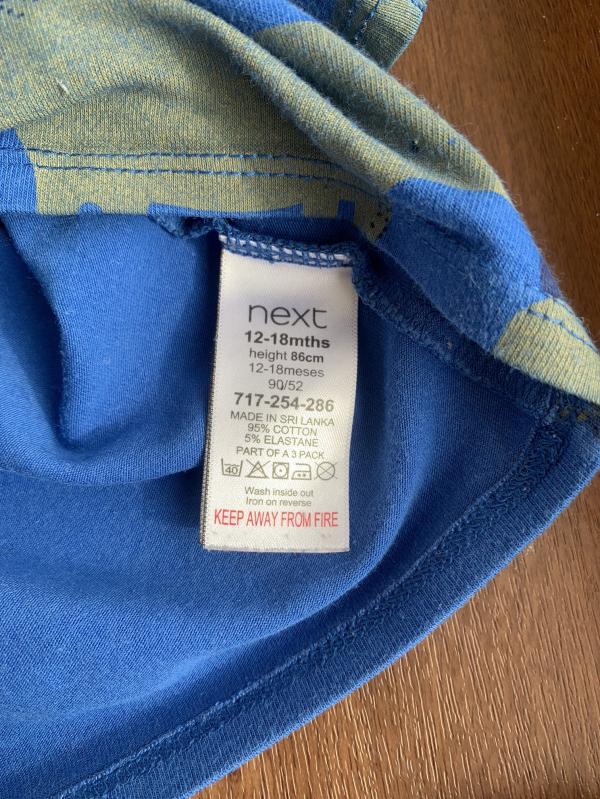 next
12-18mths
height 86cm
12-18meses
90/52
717-254-286
MADE IN SRI LANKA
95% COTTON
5% ELASTANE
PART OF A 3 PACK
40
Wash inside out
Iron on reverse
KEEP AWAY FROM FIRE